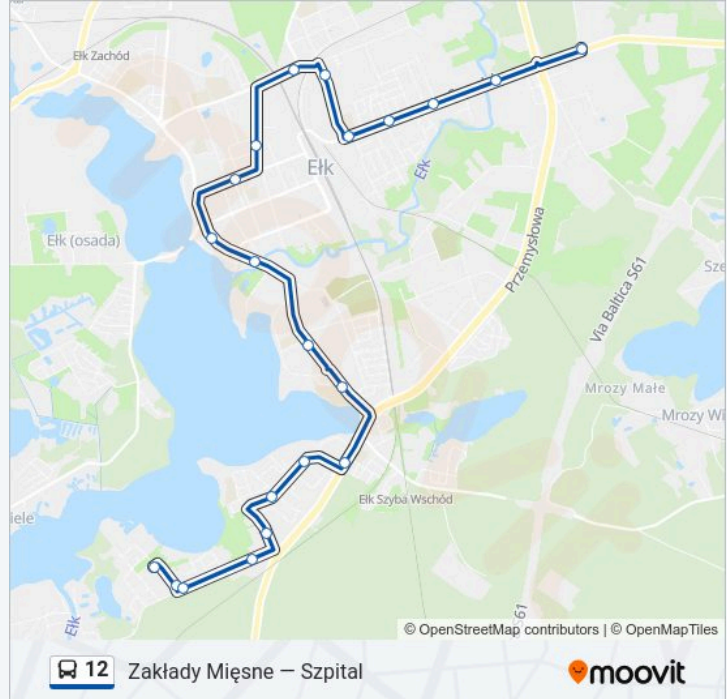 Ełk Zachód
Ełk
Ełk
Ełk (osada)
Przemysłowa
Via Baltica S61
Sze
Mrozy Małe
Mrozy Wi
Ełk Szyba Wschód
iele
Ełk
S61
© OpenStreetMap contributors | © OpenMapTiles
12 Zakłady Mięsne — Szpital
moovit